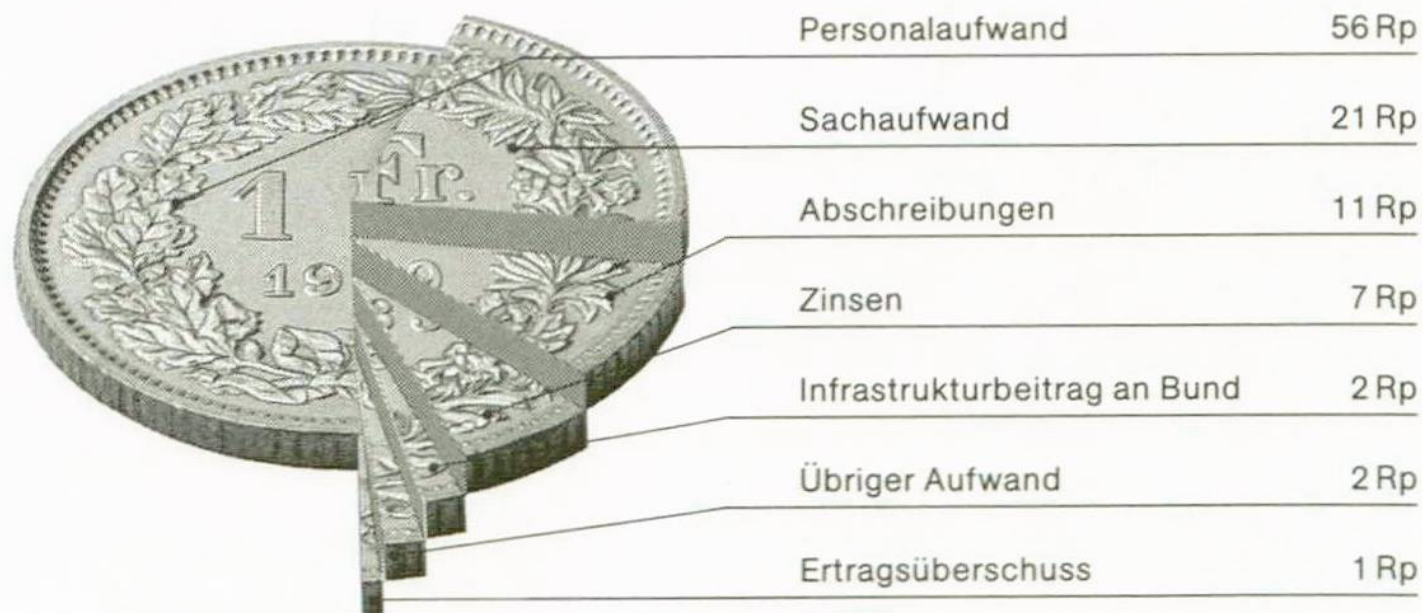 Personalaufwand 56 Rp
Sachaufwand 21 Rp
Abschreibungen 11 Rp
Zinsen 7 Rp
Infrastrukturbeitrag an Bund 2 Rp
Übriger Aufwand 2 Rp
Ertragsüberschuss 1 Rp
1 Fr.